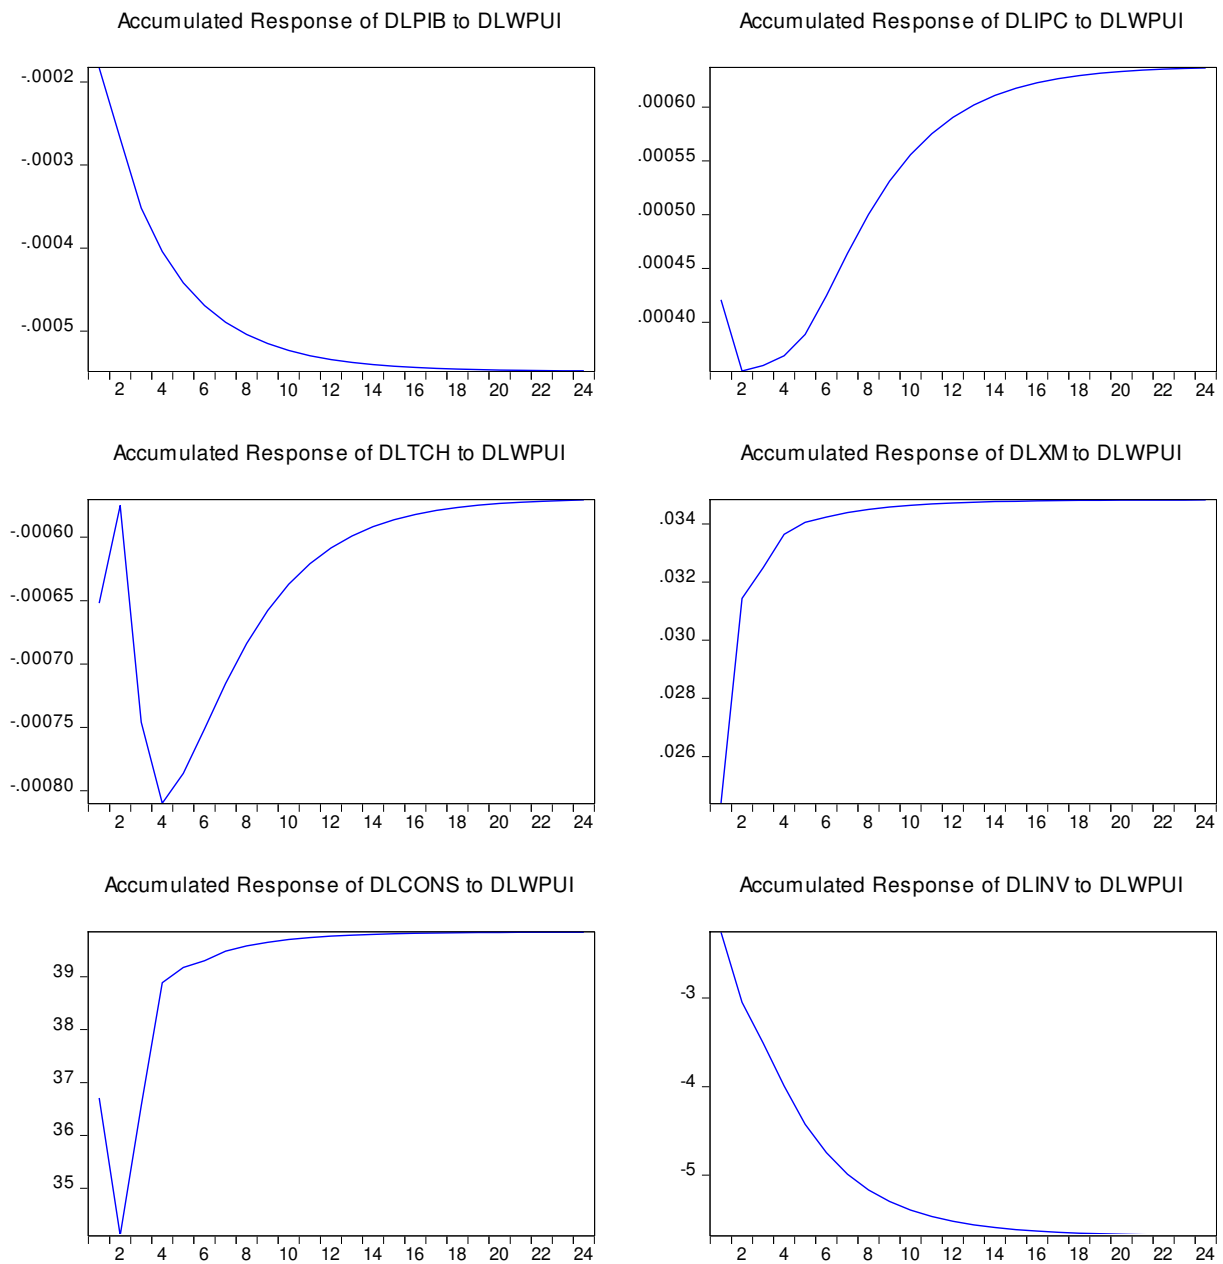 Accumulated Response of DLPIB to DLWPUI
-.0002
-.0003
-.0004
-.0005
2 4 6 8 10 12 14 16 18 20 22 24
Accumulated Response of DLIPC to DLWPUI
.00060
.00055
.00050
.00045
.00040
2 4 6 8 10 12 14 16 18 20 22 24
Accumulated Response of DLTCH to DLWPUI
-.00060
-.00065
-.00070
-.00075
-.00080
2 4 6 8 10 12 14 16 18 20 22 24
Accumulated Response of DLXM to DLWPUI
.034
.032
.030
.028
.026
2 4 6 8 10 12 14 16 18 20 22 24
Accumulated Response of DLCONS to DLWPUI
39
38
37
36
35
2 4 6 8 10 12 14 16 18 20 22 24
Accumulated Response of DLINV to DLWPUI
-3
-4
-5
2 4 6 8 10 12 14 16 18 20 22 24